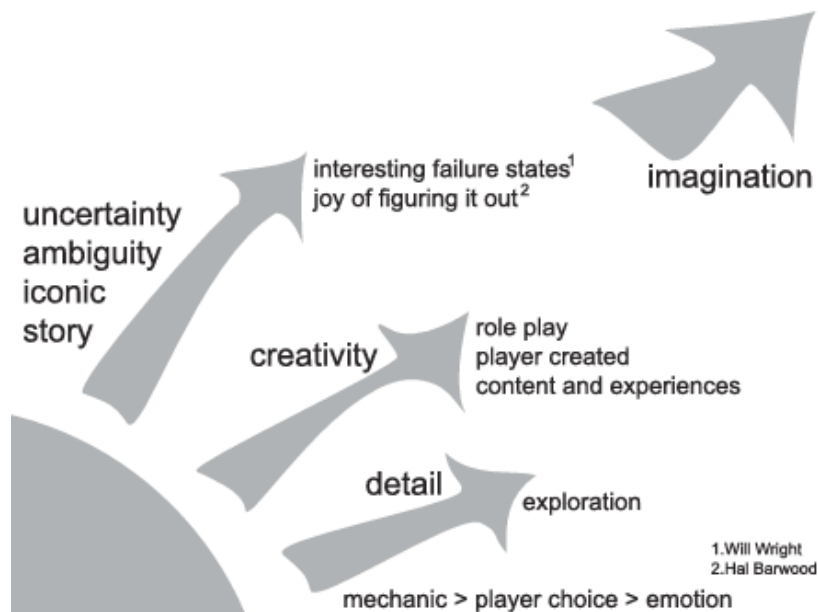 uncertainty
ambiguity
iconic
story
interesting failure states¹
joy of figuring it out²
imagination
creativity
role play
player created
content and experiences
detail
exploration
1.Will Wright
2.Hal Barwood
mechanic > player choice > emotion